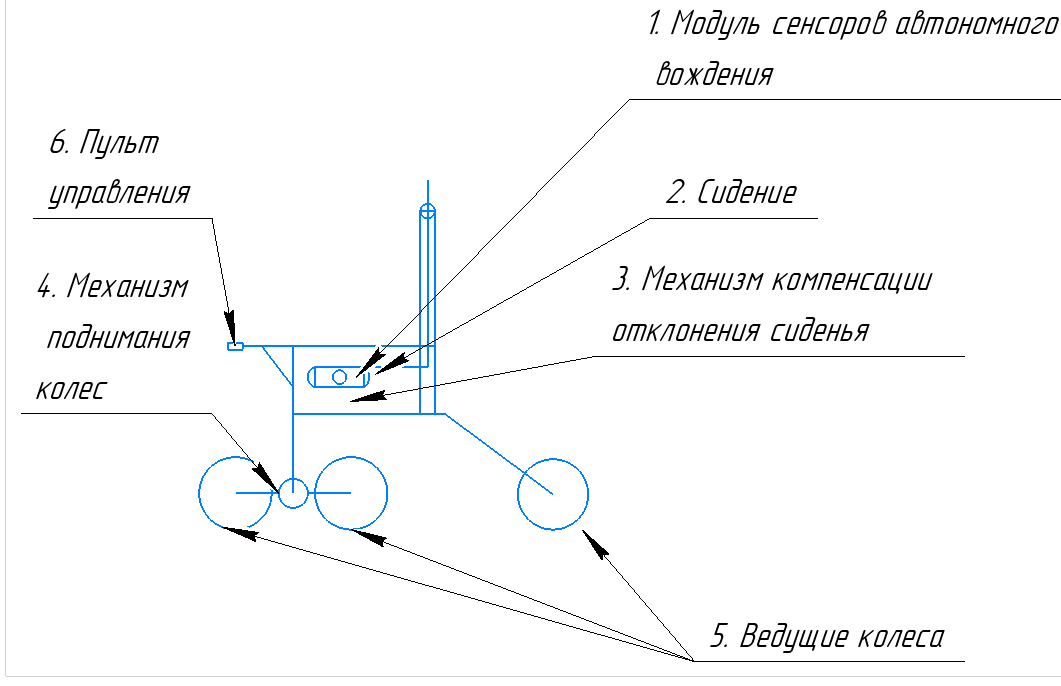 1. Модуль сенсоров автономного
вождения
6. Пульт
управления
2. Сидение
4. Механизм
поднимания
колес
3. Механизм компенсации
отклонения сиденья
5. Ведущие колеса